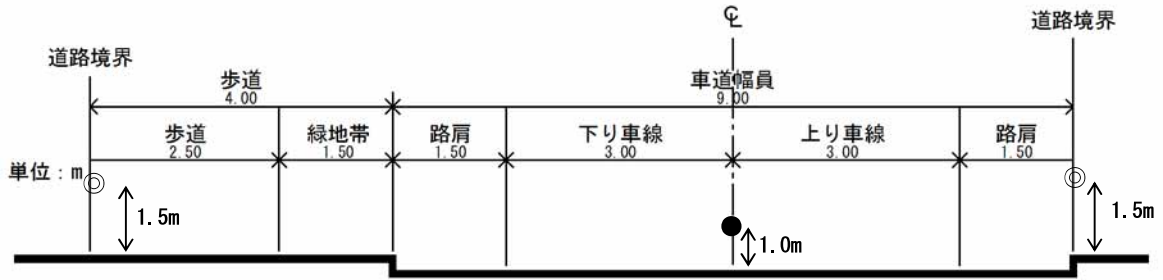 ℄
道路境界
道路境界
歩道
4.00
車道幅員
9.00
歩道
2.50
緑地帯
1.50
路肩
1.50
下り車線
3.00
上り車線
3.00
路肩
1.50
単位：m
1.5m
1.0m
1.5m